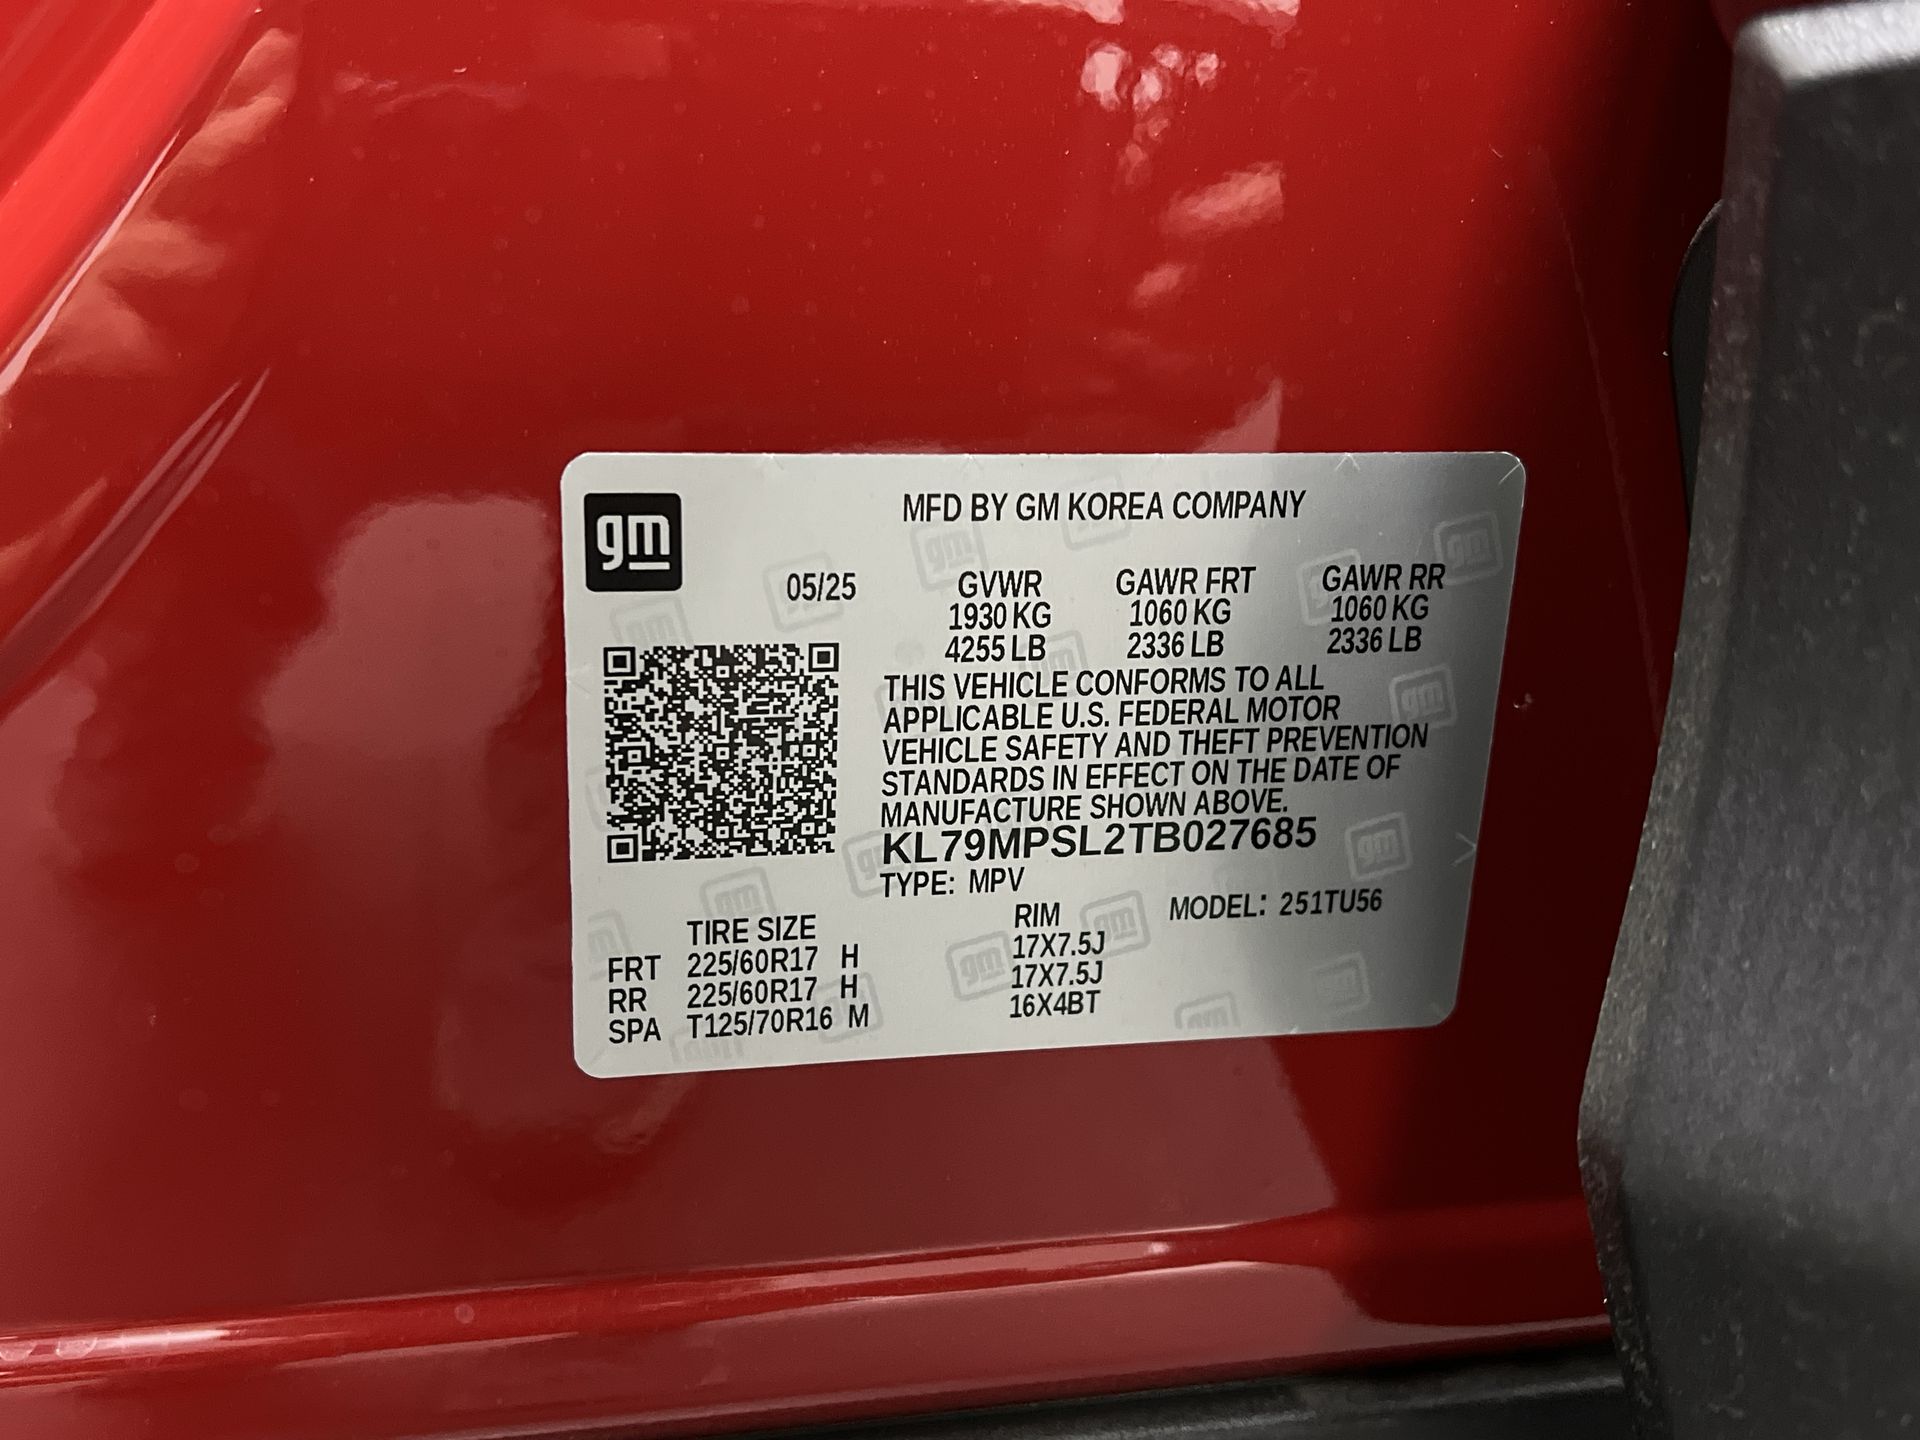 gm
MFD BY GM KOREA COMPANY
05/25 GVWR GAWR FRT GAWR RR
1930 KG 1060 KG 1060 KG
4255 LB 2336 LB 2336 LB
THIS VEHICLE CONFORMS TO ALL
APPLICABLE U.S. FEDERAL MOTOR
VEHICLE SAFETY AND THEFT PREVENTION
STANDARDS IN EFFECT ON THE DATE OF
MANUFACTURE SHOWN ABOVE.
KL79MPSL2TB027685
TYPE: MPV
MODEL: 251TU56
TIRE SIZE RIM
FRT 225/60R17 H 17X7.5J
RR 225/60R17 H 17X7.5J
SPA T125/70R16 M 16X4BT